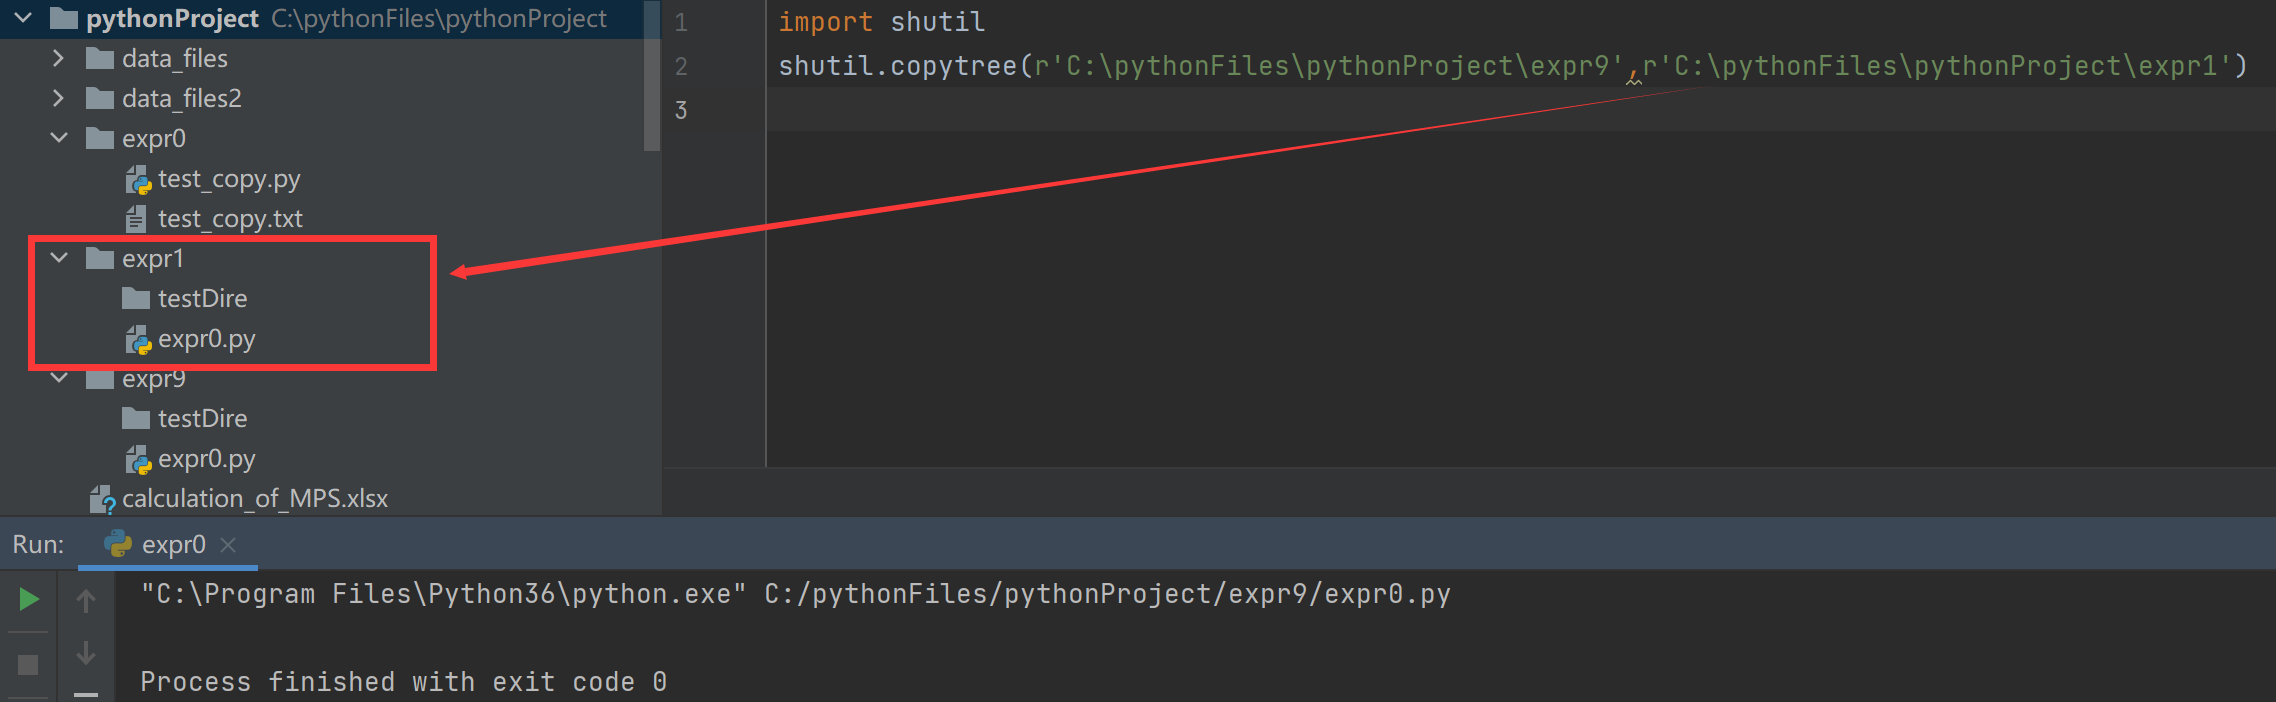 pythonProject C:\pythonFiles\pythonProject
data_files
data_files2
expr0
test_copy.py
test_copy.txt
expr1
testDire
expr0.py
expr9
testDire
expr0.py
calculation_of_MPS.xlsx
1 import shutil
2 shutil.copytree(r'C:\pythonFiles\pythonProject\expr9',r'C:\pythonFiles\pythonProject\expr1')
3
Run: expr0
"C:\Program Files\Python36\python.exe" C:/pythonFiles/pythonProject/expr9/expr0.py
Process finished with exit code 0